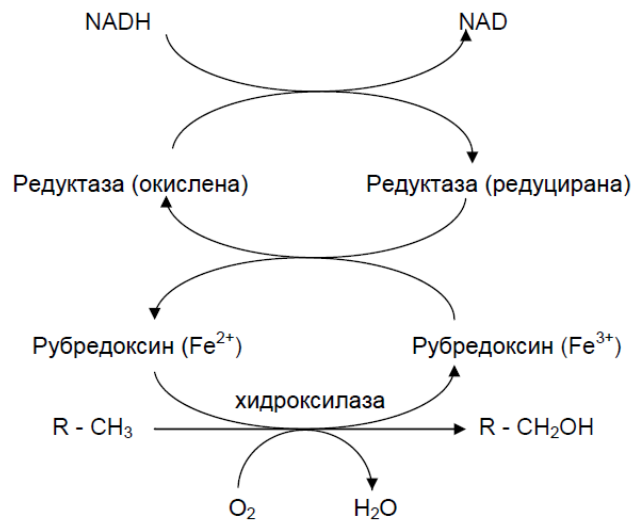 NADH NAD
Редуктаза (окислена) Редуктаза (редуцирана)
Рубредоксин (Fe²⁺) Рубредоксин (Fe³⁺)
хидроксилаза
R - CH₃ R - CH₂OH
O₂ H₂O